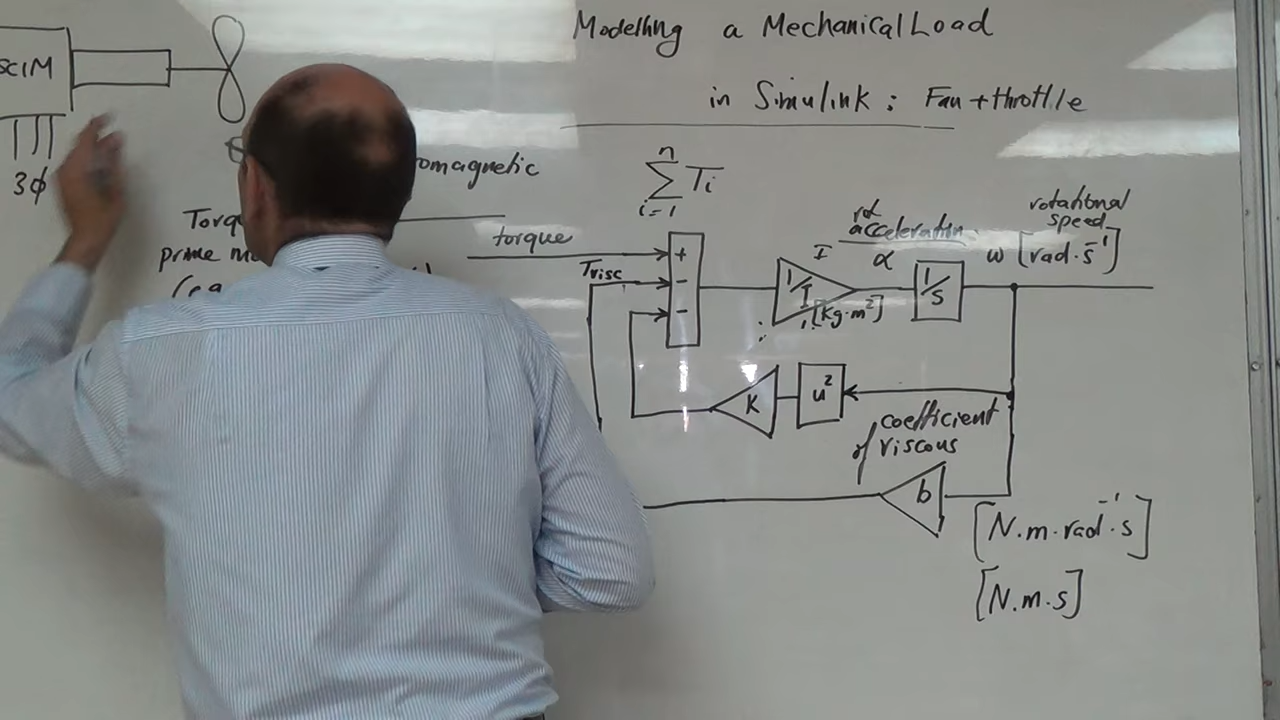 Modelling a Mechanical Load
in Simulink : Fan + throttle
SCIM
3ϕ
omagnetic
Torq
prime m
n
∑ Ti
i=1
torque
Tvisc
+
-
-
I
1/I
[kg·m²]
rot
acceleration
α
1/s
ω
rotational
speed
[rad·s⁻¹]
K
u²
coefficient
of viscous
b
[N.m.rad⁻¹.s]
[N.m.s]